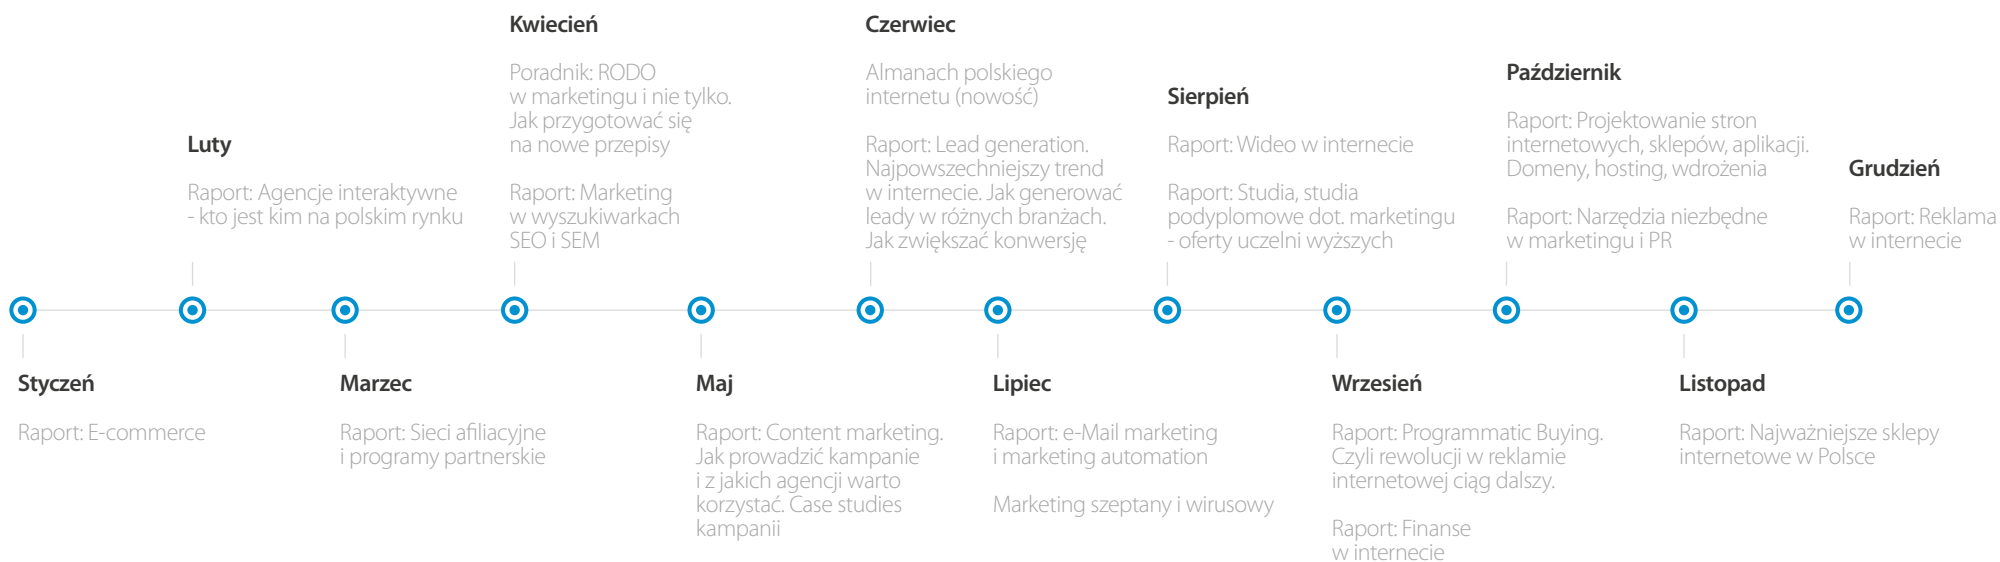 Styczeń
Raport: E-commerce
Luty
Raport: Agencje interaktywne
- kto jest kim na polskim rynku
Marzec
Raport: Sieci afiliacyjne
i programy partnerskie
Kwiecień
Poradnik: RODO
w marketingu i nie tylko.
Jak przygotować się
na nowe przepisy
Raport: Marketing
w wyszukiwarkach
SEO i SEM
Maj
Raport: Content marketing.
Jak prowadzić kampanie
i z jakich agencji warto
korzystać. Case studies
kampanii
Czerwiec
Almanach polskiego
internetu (nowość)
Raport: Lead generation.
Najpowszechniejszy trend
w internecie. Jak generować
leady w różnych branżach.
Jak zwiększać konwersję
Lipiec
Raport: e-Mail marketing
i marketing automation
Marketing szeptany i wirusowy
Sierpień
Raport: Wideo w internecie
Raport: Studia, studia
podyplomowe dot. marketingu
- oferty uczelni wyższych
Wrzesień
Raport: Programmatic Buying.
Czyli rewolucji w reklamie
internetowej ciąg dalszy.
Raport: Finanse
w internecie
Październik
Raport: Projektowanie stron
internetowych, sklepów, aplikacji.
Domeny, hosting, wdrożenia
Raport: Narzędzia niezbędne
w marketingu i PR
Listopad
Raport: Najważniejsze sklepy
internetowe w Polsce
Grudzień
Raport: Reklama
w internecie